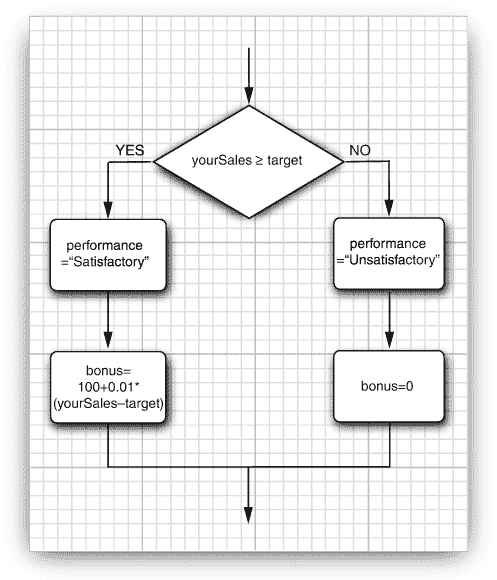 yourSales ≥ target
YES
NO
performance
=“Satisfactory”
performance
=“Unsatisfactory”
bonus=
100+0.01*
(yourSales–target)
bonus=0